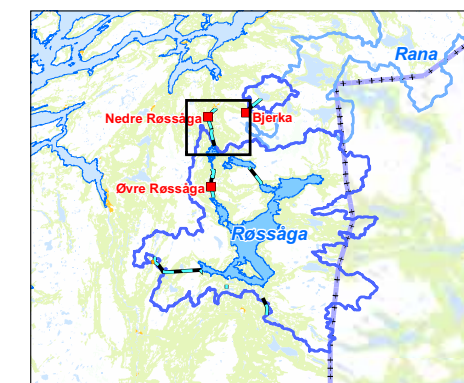 Rana
Nedre Røssåga
Bjerka
Øvre Røssåga
Røssåga